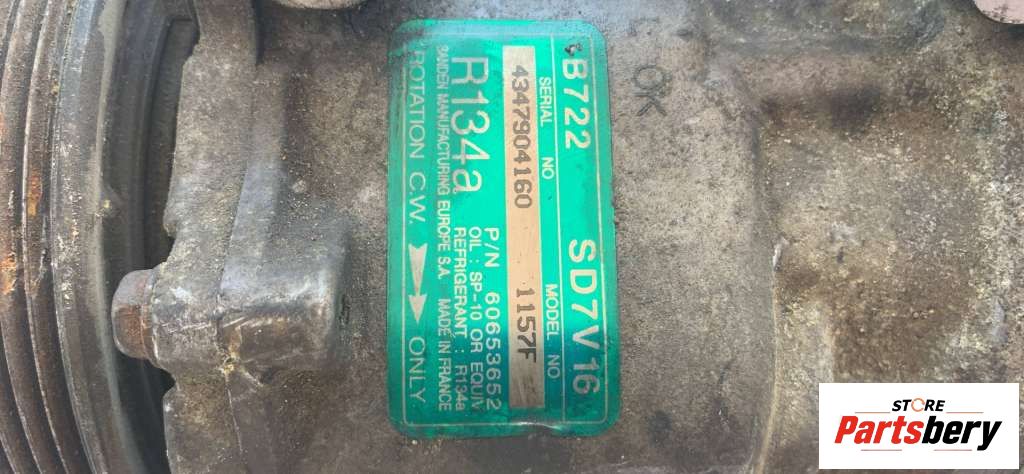 B722 SD7V16
SERIAL NO MODEL NO
4347904160 1157F
R134a
P/N 60653652
OIL : SP-10 OR EQUIV
REFRIGERANT : R134a
SANDEN MANUFACTURING EUROPE S.A. MADE IN FRANCE
ROTATION C.W. ONLY
OK
STORE
Partsbery